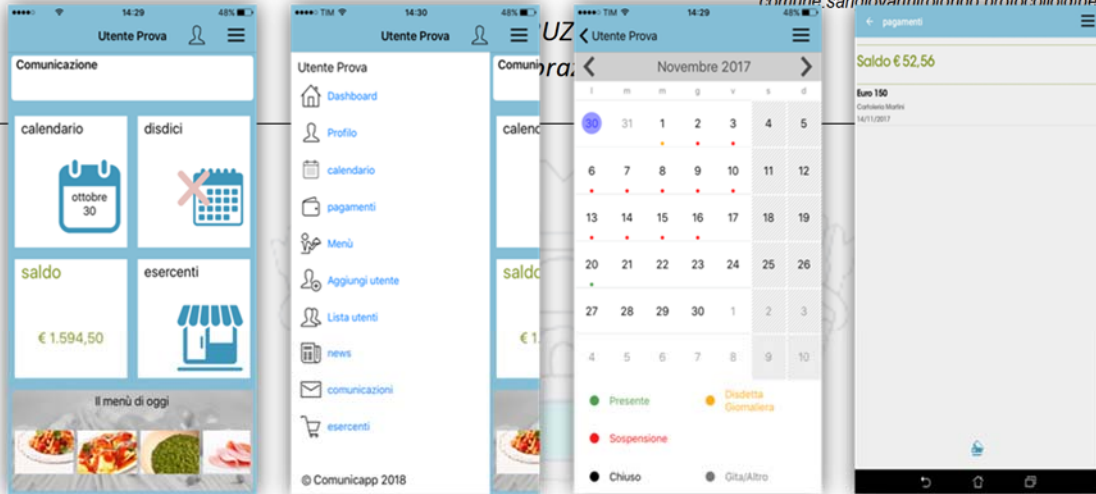 TIM 14:29 48%
Utente Prova
Comunicazione
calendario
disdici
ottobre
30
saldo
esercenti
€ 1.594,50
Il menù di oggi
TIM 14:30 48%
Utente Prova
Utente Prova
Dashboard
Profilo
calendario
pagamenti
Menù
Aggiungi utente
Lista utenti
news
comunicazioni
esercenti
© Comunicapp 2018
TIM 14:29 48%
Utente Prova
Novembre 2017
l m m g v s d
30 31 1 2 3 4 5
6 7 8 9 10 11 12
13 14 15 16 17 18 19
20 21 22 23 24 25 26
27 28 29 30 1 2 3
4 5 6 7 8 9 10
Presente
Disdetta
Giornaliera
Sospensione
Chiuso
Gita/Altro
pagamenti
Saldo € 52,56
Euro 150
Cartoleria Martini
14/11/2017